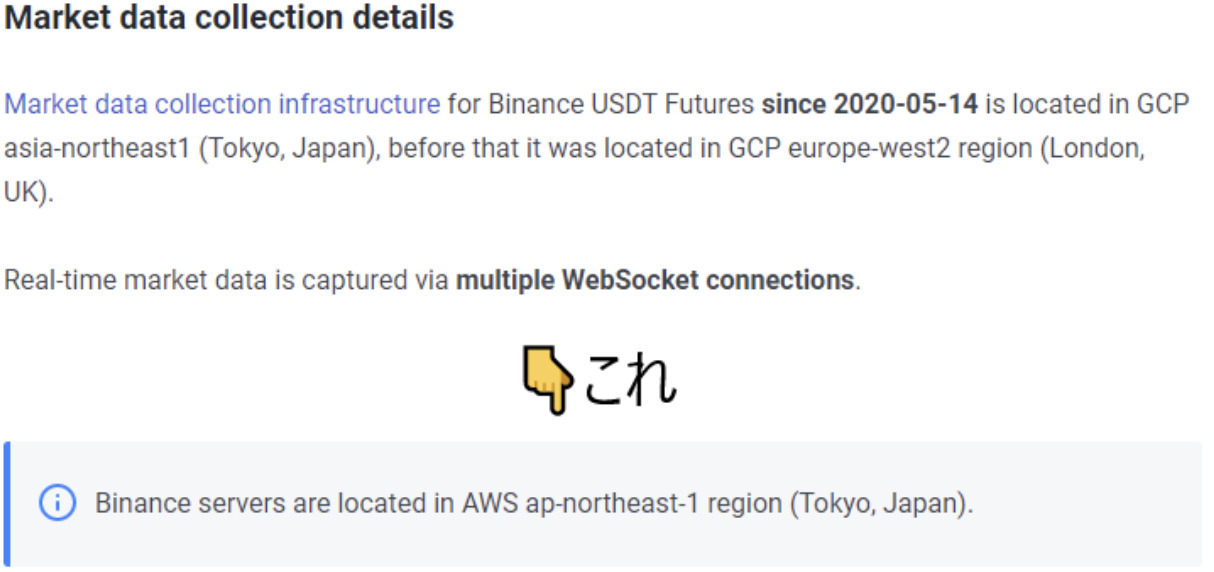 Market data collection details
Market data collection infrastructure for Binance USDT Futures since 2020-05-14 is located in GCP
asia-northeast1 (Tokyo, Japan), before that it was located in GCP europe-west2 region (London,
UK).
Real-time market data is captured via multiple WebSocket connections.
👇これ
Binance servers are located in AWS ap-northeast-1 region (Tokyo, Japan).